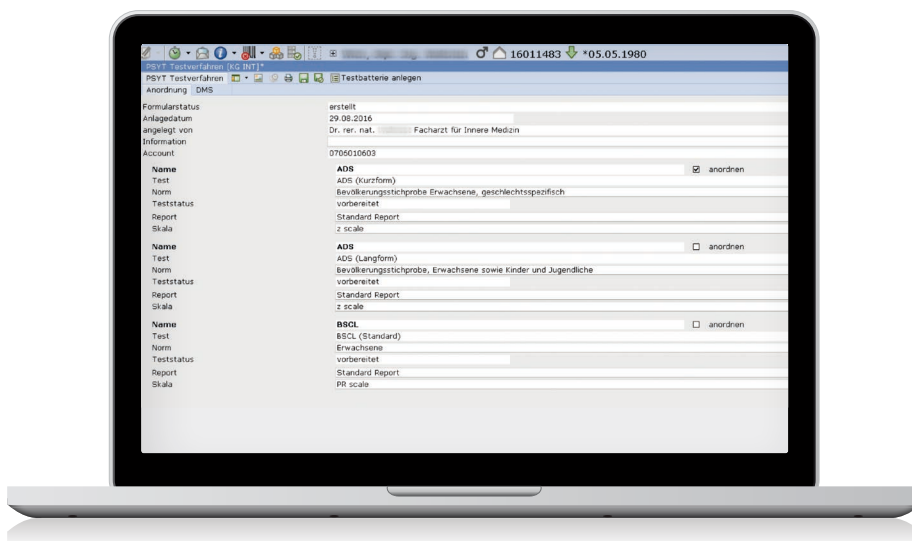 16011483 *05.05.1980
PSYT Testverfahren [KG INT]*
PSYT Testverfahren Testbatterie anlegen
Anordnung DMS
Formularstatus erstellt
Anlagedatum 29.08.2016
angelegt von Dr. rer. nat. Facharzt für Innere Medizin
Information
Account 0706010603
Name ADS anordnen
Test ADS (Kurzform)
Norm Bevölkerungsstichprobe Erwachsene, geschlechtsspezifisch
Teststatus vorbereitet
Report Standard Report
Skala z scale
Name ADS anordnen
Test ADS (Langform)
Norm Bevölkerungsstichprobe, Erwachsene sowie Kinder und Jugendliche
Teststatus vorbereitet
Report Standard Report
Skala z scale
Name BSCL anordnen
Test BSCL (Standard)
Norm Erwachsene
Teststatus vorbereitet
Report Standard Report
Skala PR scale